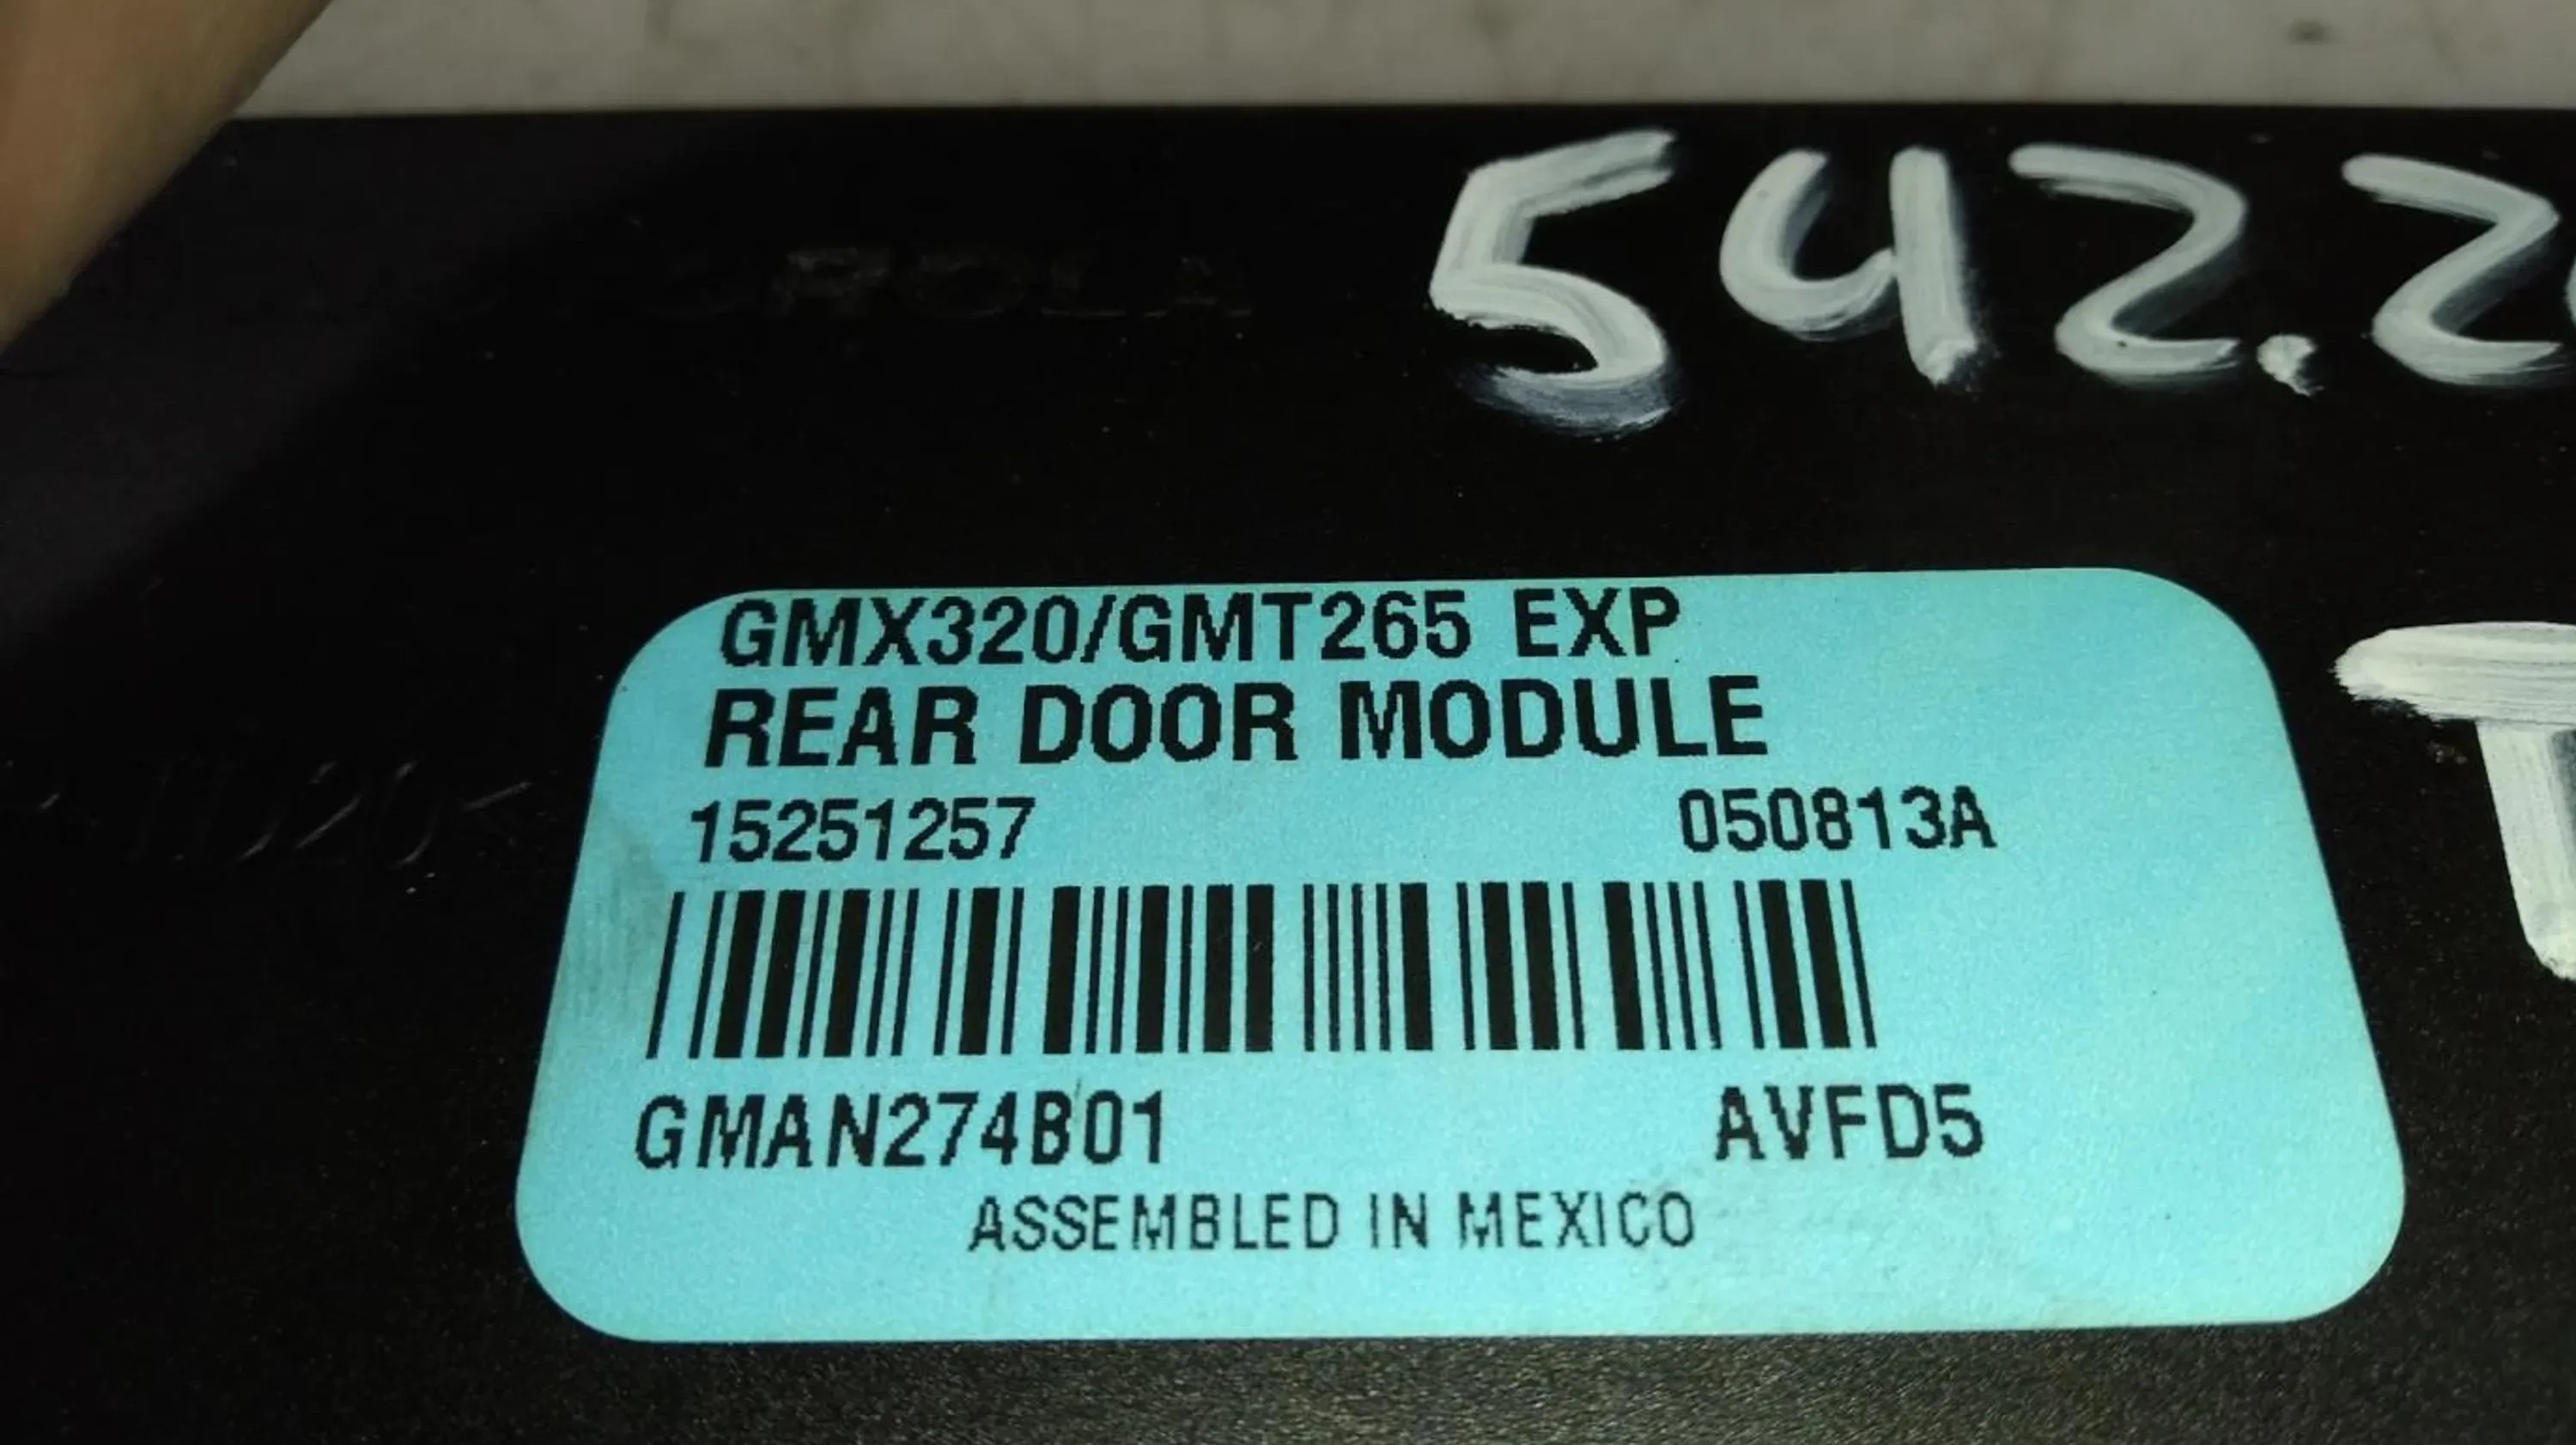 542.2
GMX320/GMT265 EXP
REAR DOOR MODULE
15251257 050813A
GMAN274B01 AVFD5
ASSEMBLED IN MEXICO